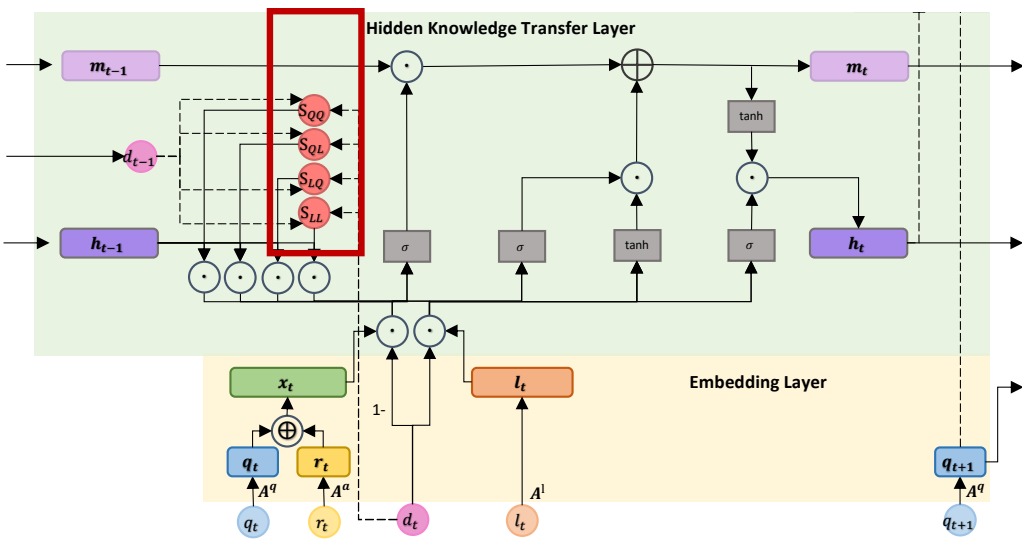 Hidden Knowledge Transfer Layer
m_{t-1}
m_t
S_{QQ}
tanh
S_{QL}
d_{t-1}
S_{LQ}
S_{LL}
h_{t-1}
σ
σ
tanh
σ
h_t
x_t
l_t
Embedding Layer
1-
q_t
r_t
q_{t+1}
A^q
A^a
A^l
A^q
q_t
r_t
d_t
l_t
q_{t+1}